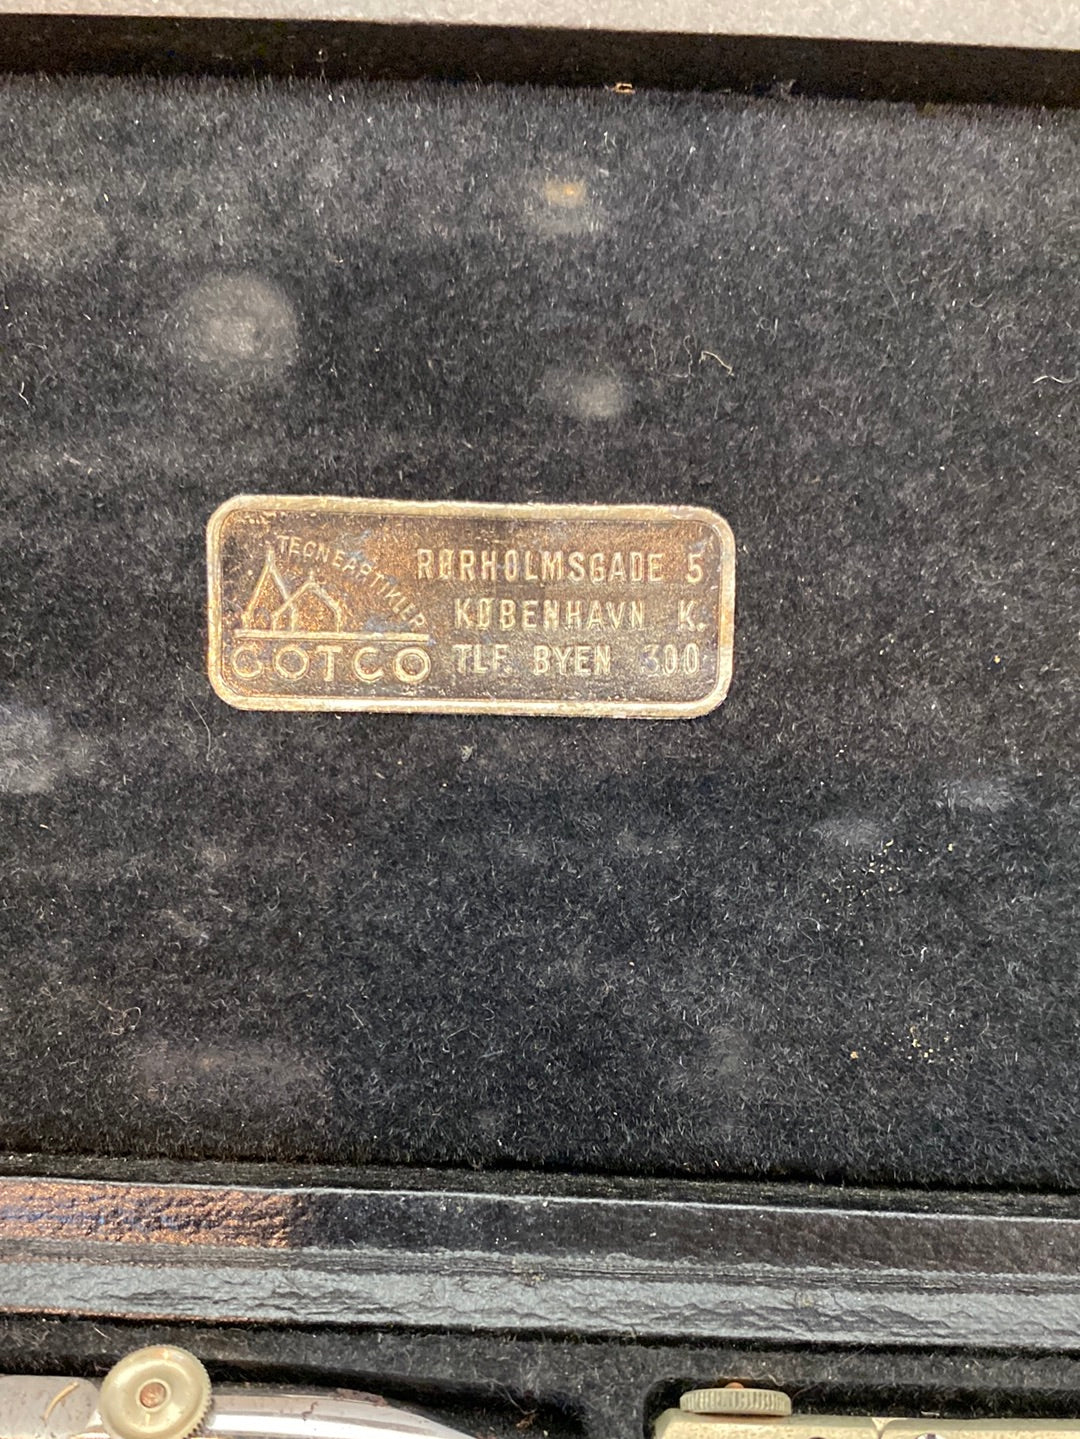 TEGNEARTIKLER
GOTCO
RØRHOLMSGADE 5
KØBENHAVN K.
TLF. BYEN 300